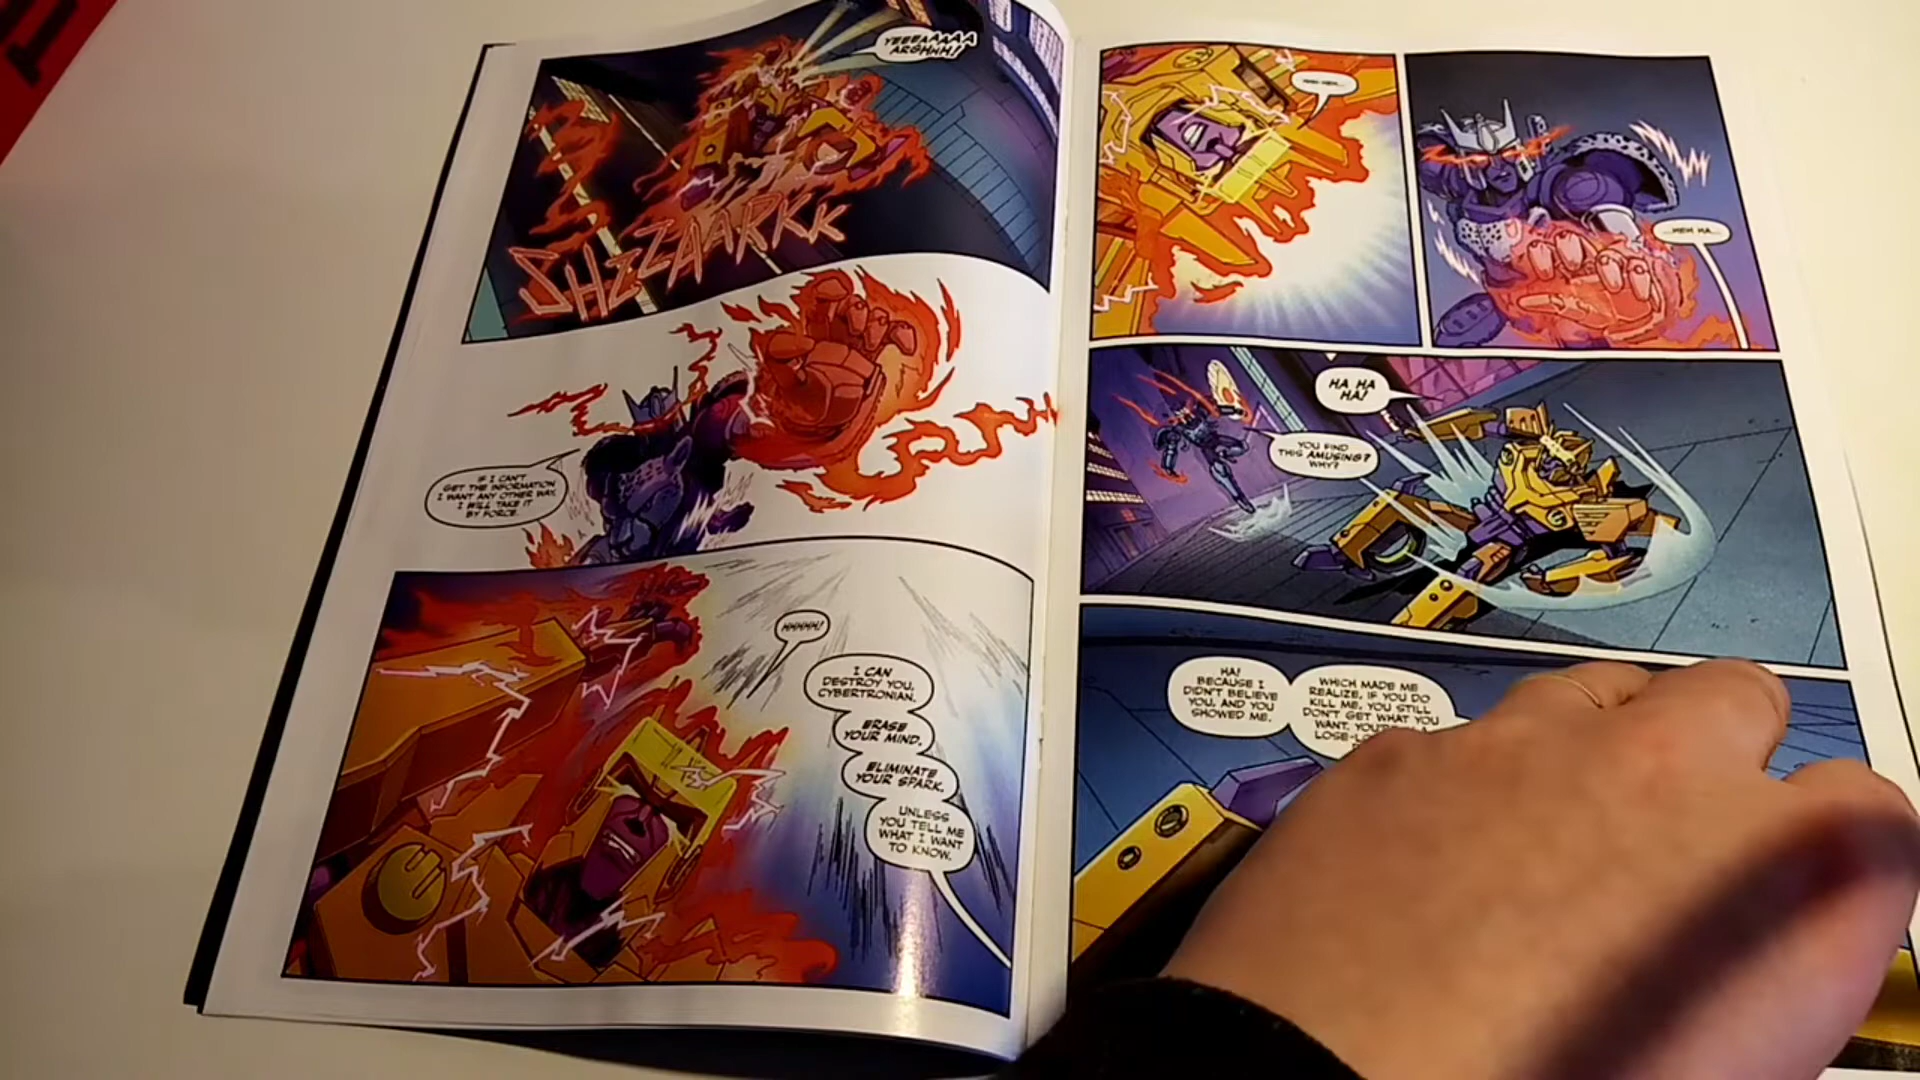 YEEEAAAAA
ARGHHH!
SHZZAARKK
IF I CAN'T
GET THE INFORMATION
I WANT ANY OTHER WAY,
I WILL TAKE IT
BY FORCE.
HHHHH!
I CAN
DESTROY YOU,
CYBERTRONIAN.
ERASE
YOUR MIND.
ELIMINATE
YOUR SPARK.
UNLESS
YOU TELL ME
WHAT I WANT
TO KNOW.
...HEH HA...
HA HA
HA!
YOU FIND
THIS AMUSING?
WHY?
HA!
BECAUSE I
DIDN'T BELIEVE
YOU, AND YOU
SHOWED ME.
WHICH MADE ME
REALIZE, IF YOU DO
KILL ME, YOU STILL
DON'T GET WHAT YOU
WANT.